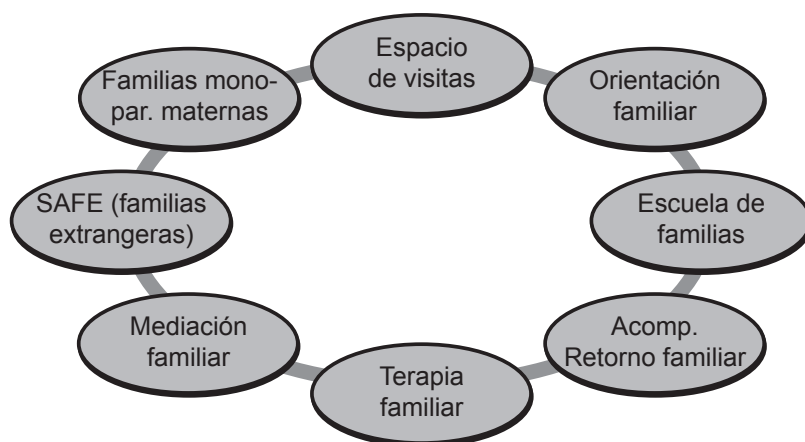 Espacio
de visitas
Familias mono-
par. maternas
Orientación
familiar
SAFE (familias
extrangeras)
Escuela de
familias
Mediación
familiar
Acomp.
Retorno familiar
Terapia
familiar